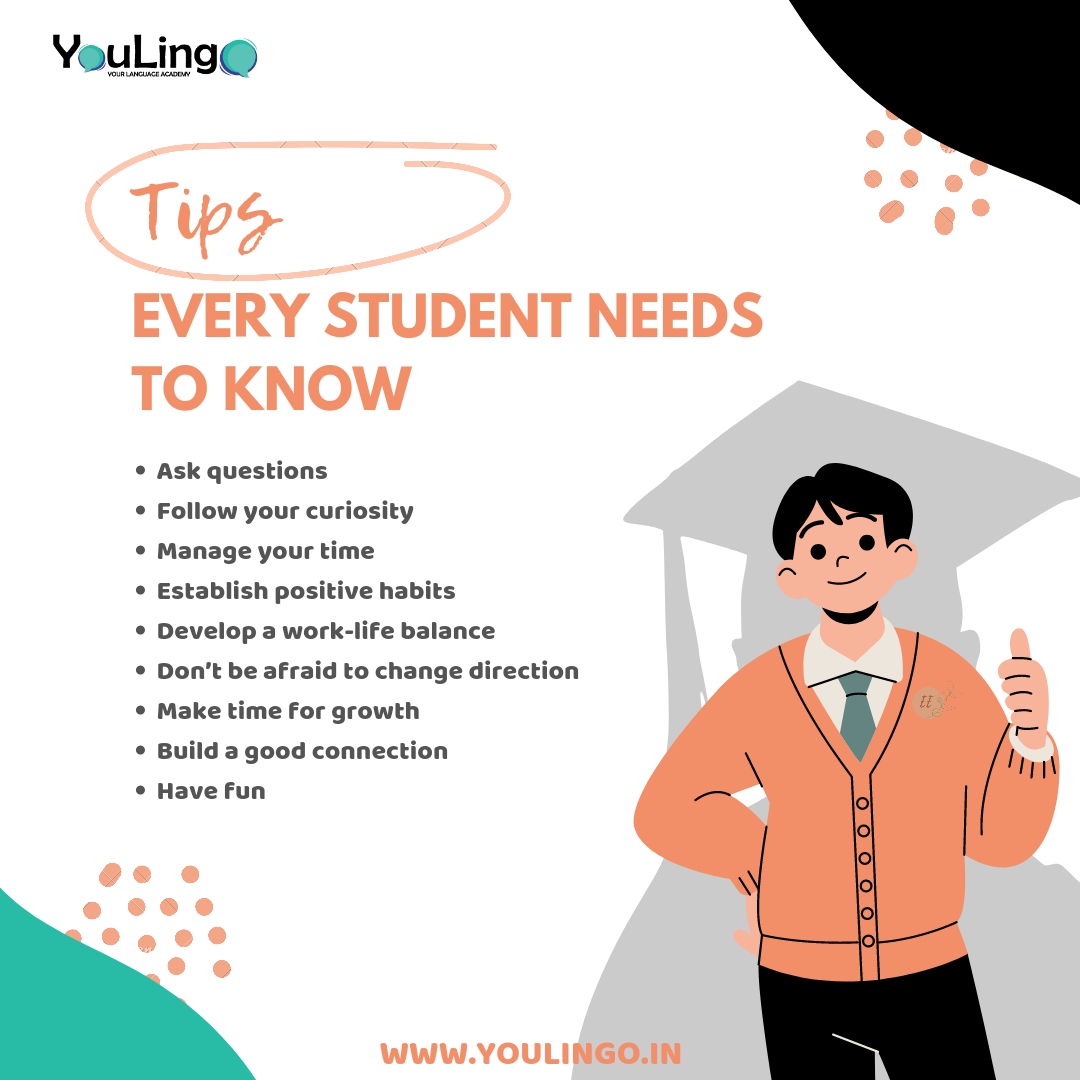 YouLingo
YOUR LANGUAGE ACADEMY
Tips
EVERY STUDENT NEEDS
TO KNOW
• Ask questions
• Follow your curiosity
• Manage your time
• Establish positive habits
• Develop a work-life balance
• Don't be afraid to change direction
• Make time for growth
• Build a good connection
• Have fun
tt
WWW.YOULINGO.IN